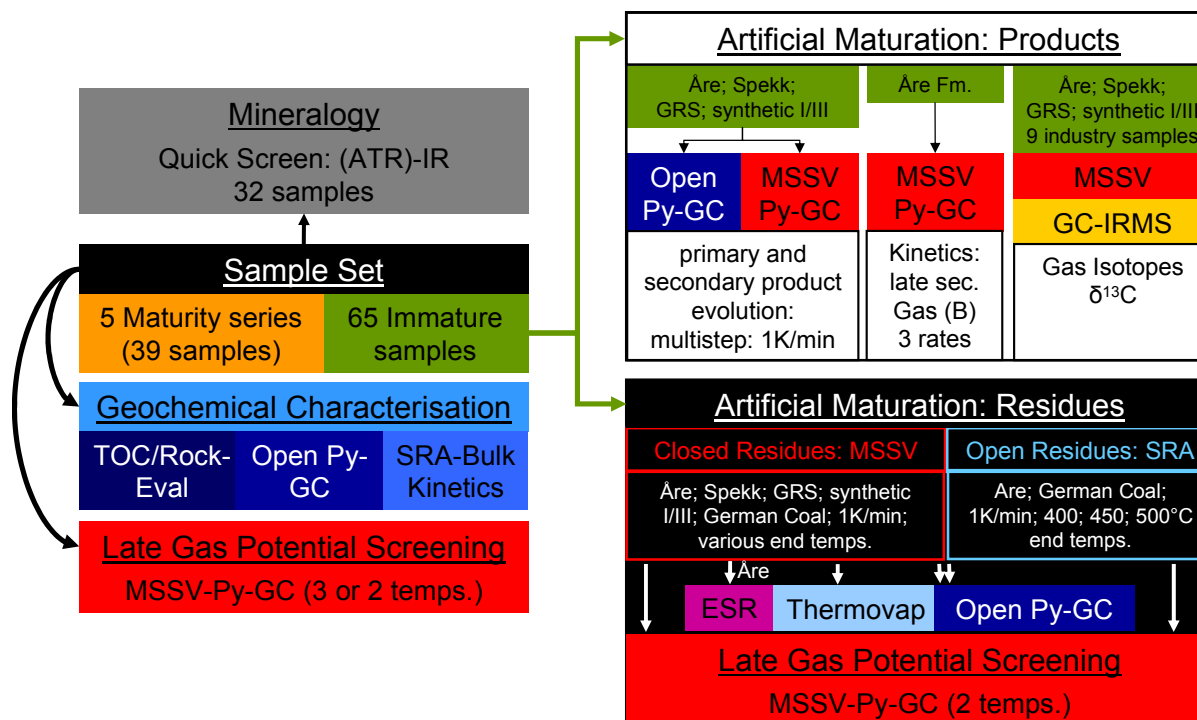 Mineralogy
Quick Screen: (ATR)-IR
32 samples
Sample Set
5 Maturity series
(39 samples)
65 Immature
samples
Geochemical Characterisation
TOC/Rock-
Eval
Open Py-
GC
SRA-Bulk
Kinetics
Late Gas Potential Screening
MSSV-Py-GC (3 or 2 temps.)
Artificial Maturation: Products
Åre; Spekk;
GRS; synthetic I/III
Open
Py-GC
MSSV
Py-GC
primary and
secondary product
evolution:
multistep: 1K/min
Åre Fm.
MSSV
Py-GC
Kinetics:
late sec.
Gas (B)
3 rates
Åre; Spekk,
GRS; synthetic I/III
9 industry samples
MSSV
GC-IRMS
Gas Isotopes
δ¹³C
Artificial Maturation: Residues
Closed Residues: MSSV
Åre; Spekk; GRS; synthetic
I/III; German Coal; 1K/min;
various end temps.
Open Residues: SRA
Are; German Coal;
1K/min; 400; 450; 500°C
end temps.
Åre
ESR
Thermovap
Open Py-GC
Late Gas Potential Screening
MSSV-Py-GC (2 temps.)